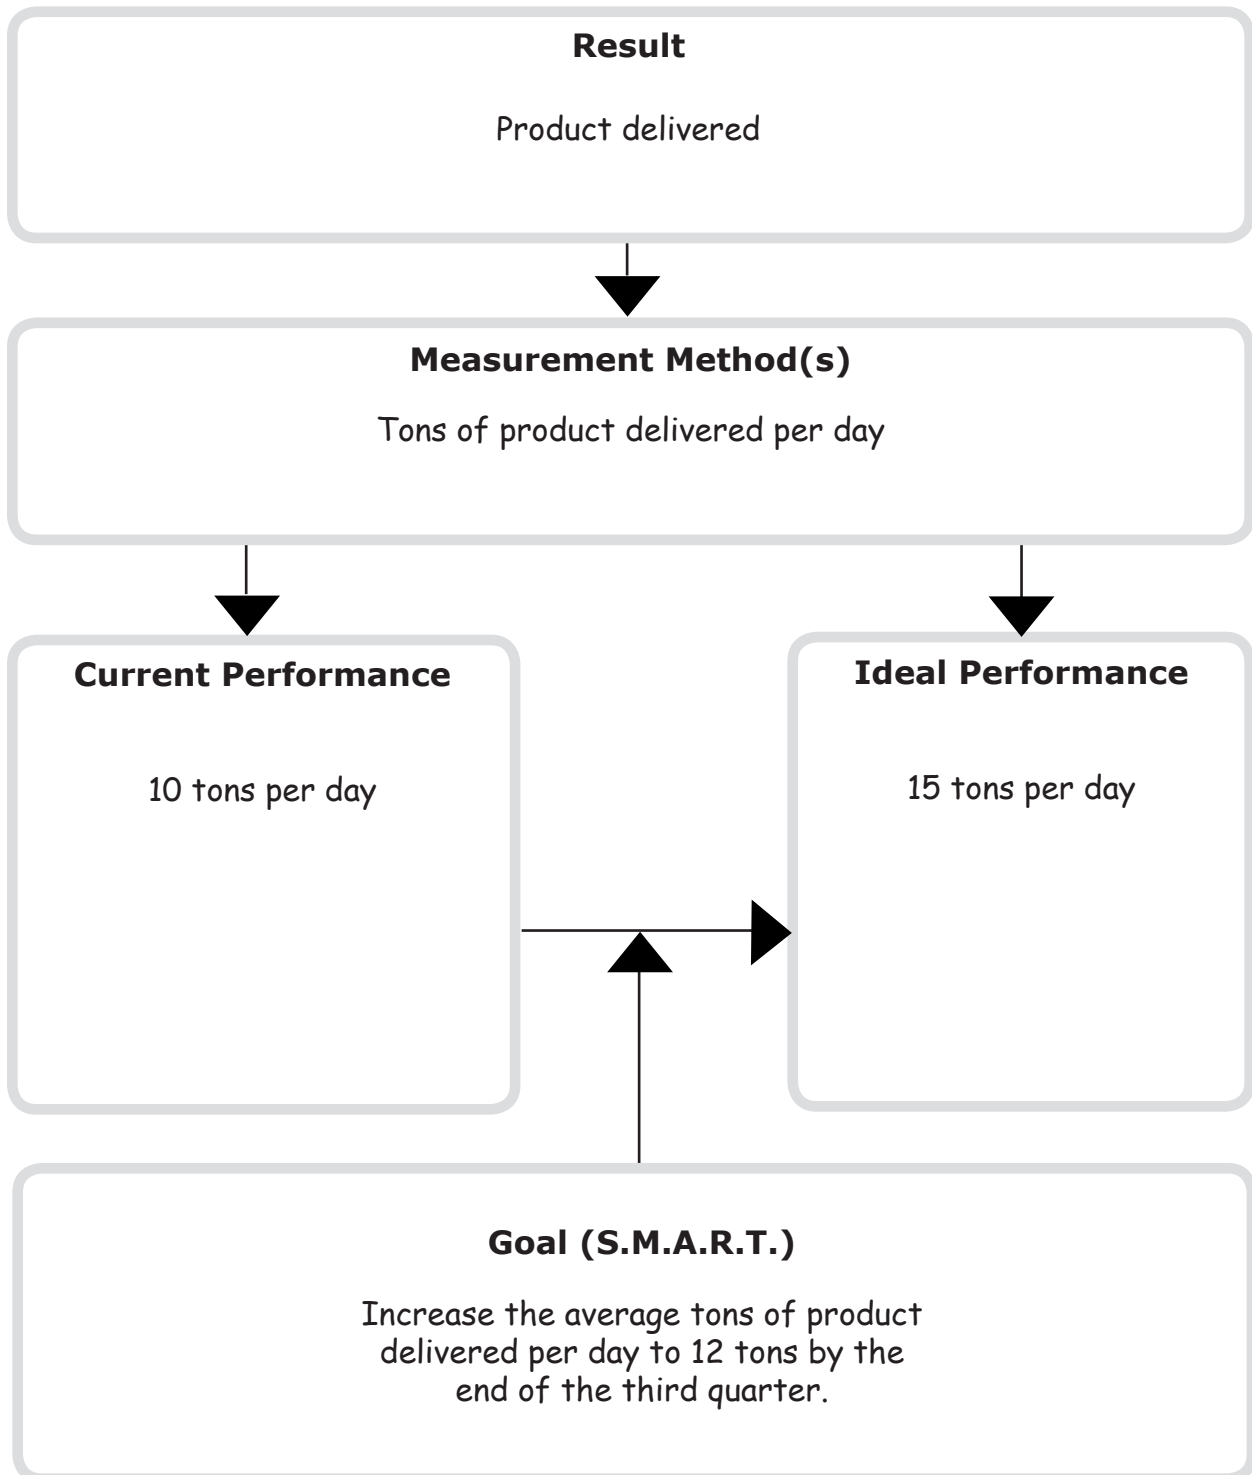 Result
Product delivered
Measurement Method(s)
Tons of product delivered per day
Current Performance
10 tons per day
Ideal Performance
15 tons per day
Goal (S.M.A.R.T.)
Increase the average tons of product
delivered per day to 12 tons by the
end of the third quarter.